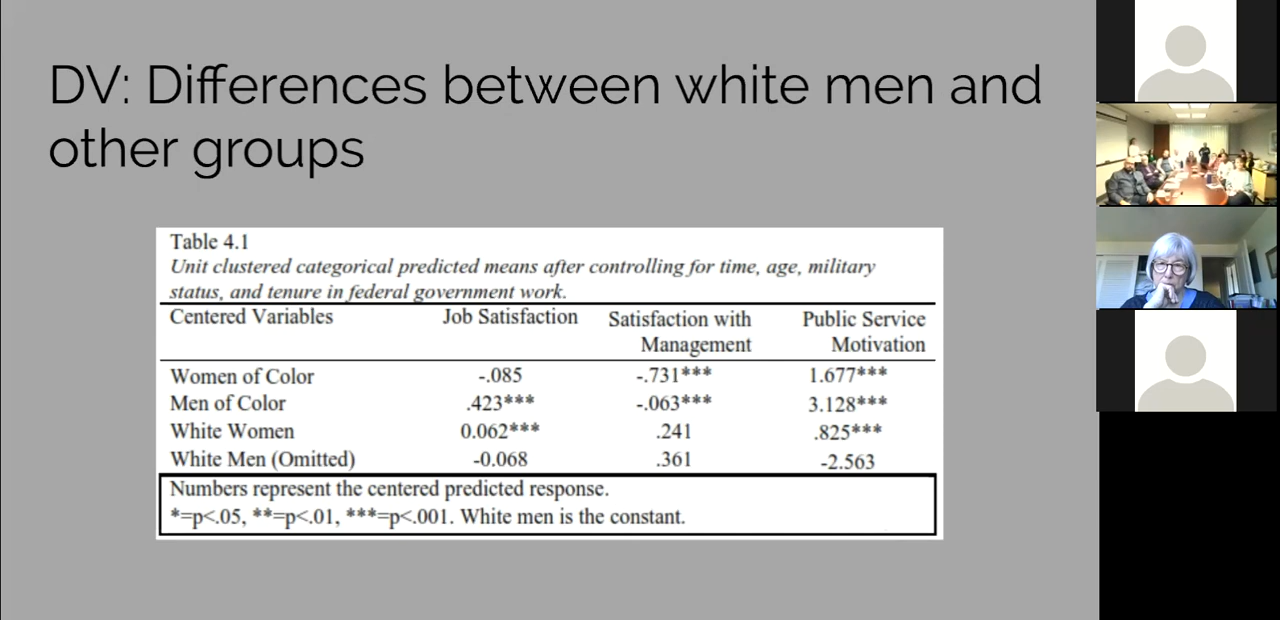 DV: Differences between white men and
other groups
Table 4.1
Unit clustered categorical predicted means after controlling for time, age, military
status, and tenure in federal government work.
Centered Variables Job Satisfaction Satisfaction with Management Public Service Motivation
Women of Color -.085 -.731*** 1.677***
Men of Color .423*** -.063*** 3.128***
White Women 0.062*** .241 .825***
White Men (Omitted) -0.068 .361 -2.563
Numbers represent the centered predicted response.
*=p<.05, **=p<.01, ***=p<.001. White men is the constant.